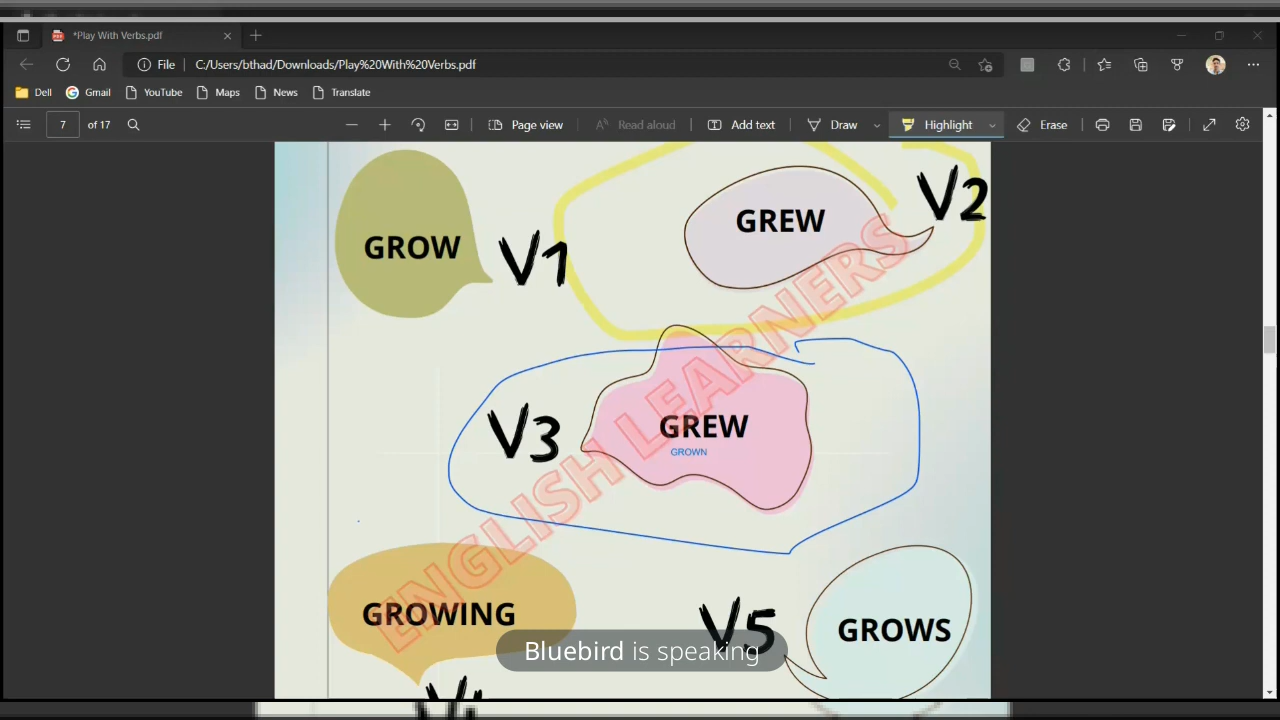 *Play With Verbs.pdf
File
C:/Users/bthad/Downloads/Play%20With%20Verbs.pdf
Dell
Gmail
YouTube
Maps
News
Translate
7 of 17
Page view
Read aloud
Add text
Draw
Highlight
Erase
GROW
V1
GREW
V2
V3
GREW
GROWN
ENGLISH LEARNERS
GROWING
V5
GROWS
Bluebird is speaking